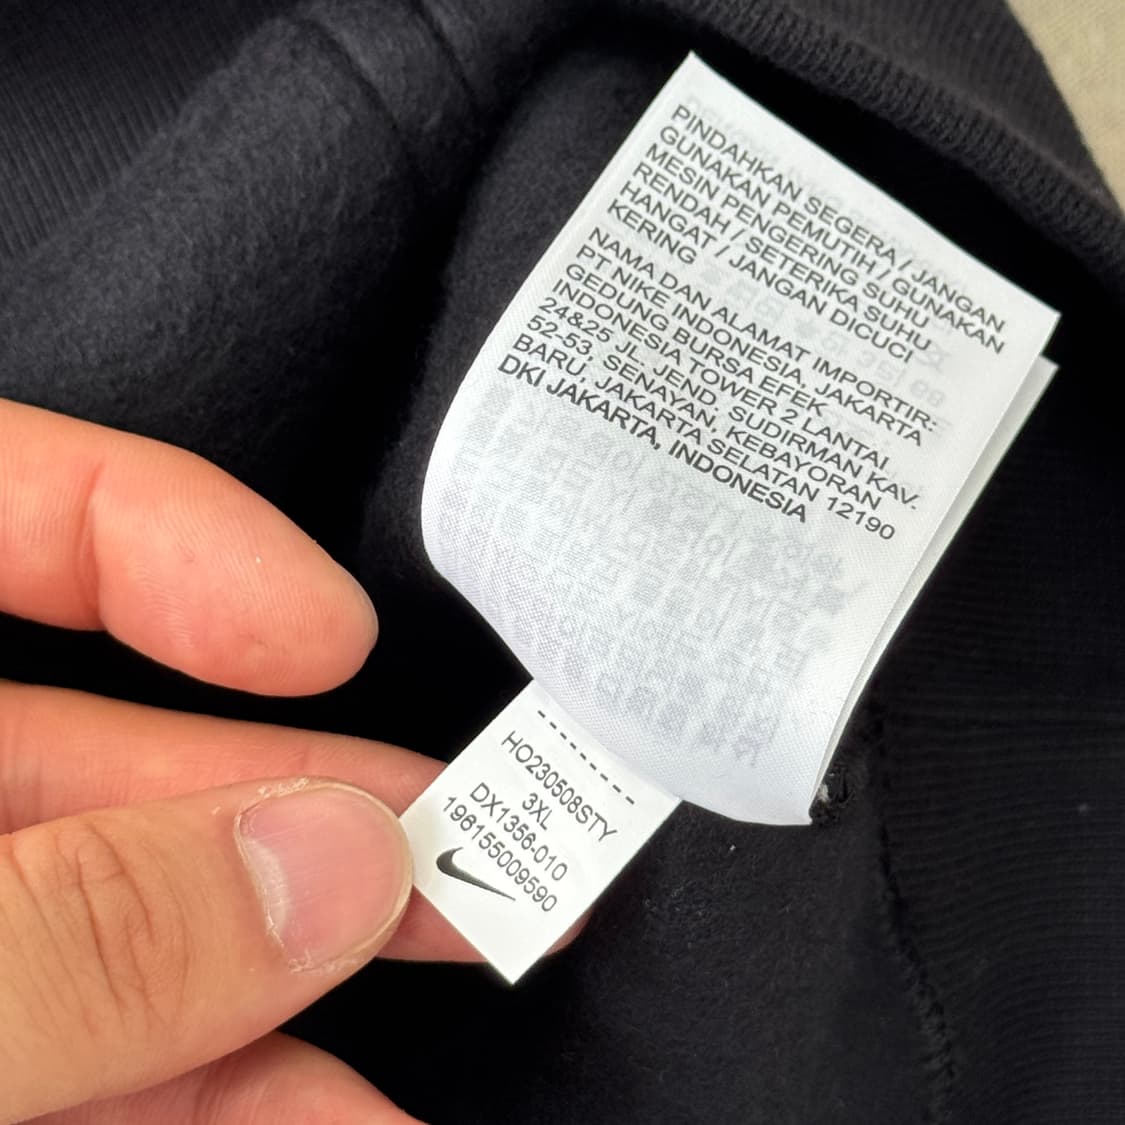 PINDAHKAN SEGERA / JANGAN
GUNAKAN PEMUTIH / GUNAKAN
MESIN PENGERING SUHU
RENDAH / SETERIKA SUHU
HANGAT / JANGAN DICUCI
KERING
NAMA DAN ALAMAT IMPORTIR:
PT NIKE INDONESIA, JAKARTA
GEDUNG BURSA EFEK
INDONESIA TOWER 2 LANTAI
24&25 JL. JEND. SUDIRMAN KAV.
52-53, SENAYAN, KEBAYORAN
BARU, JAKARTA SELATAN 12190
DKI JAKARTA, INDONESIA
HO230508STY
3XL
DX1356-010
196155009590